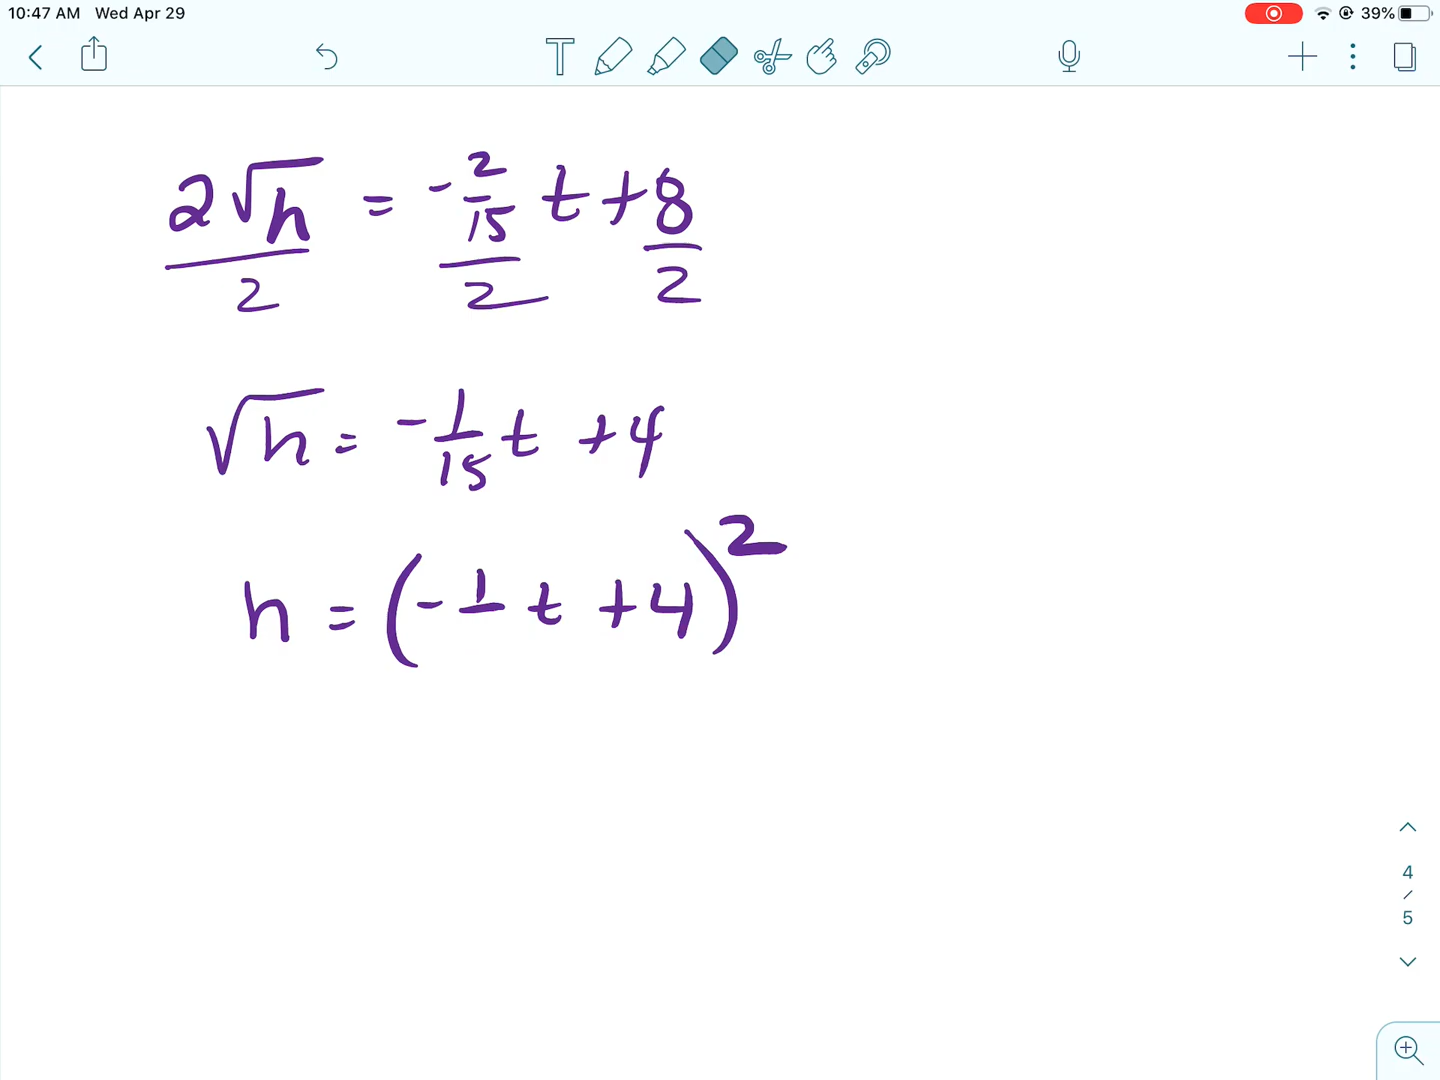 10:47 AM Wed Apr 29 39%
T
2√h = -2/15 t + 8
2 2 2
√h = -1/15 t + 4
h = (-1/ t + 4)²
4
/
5